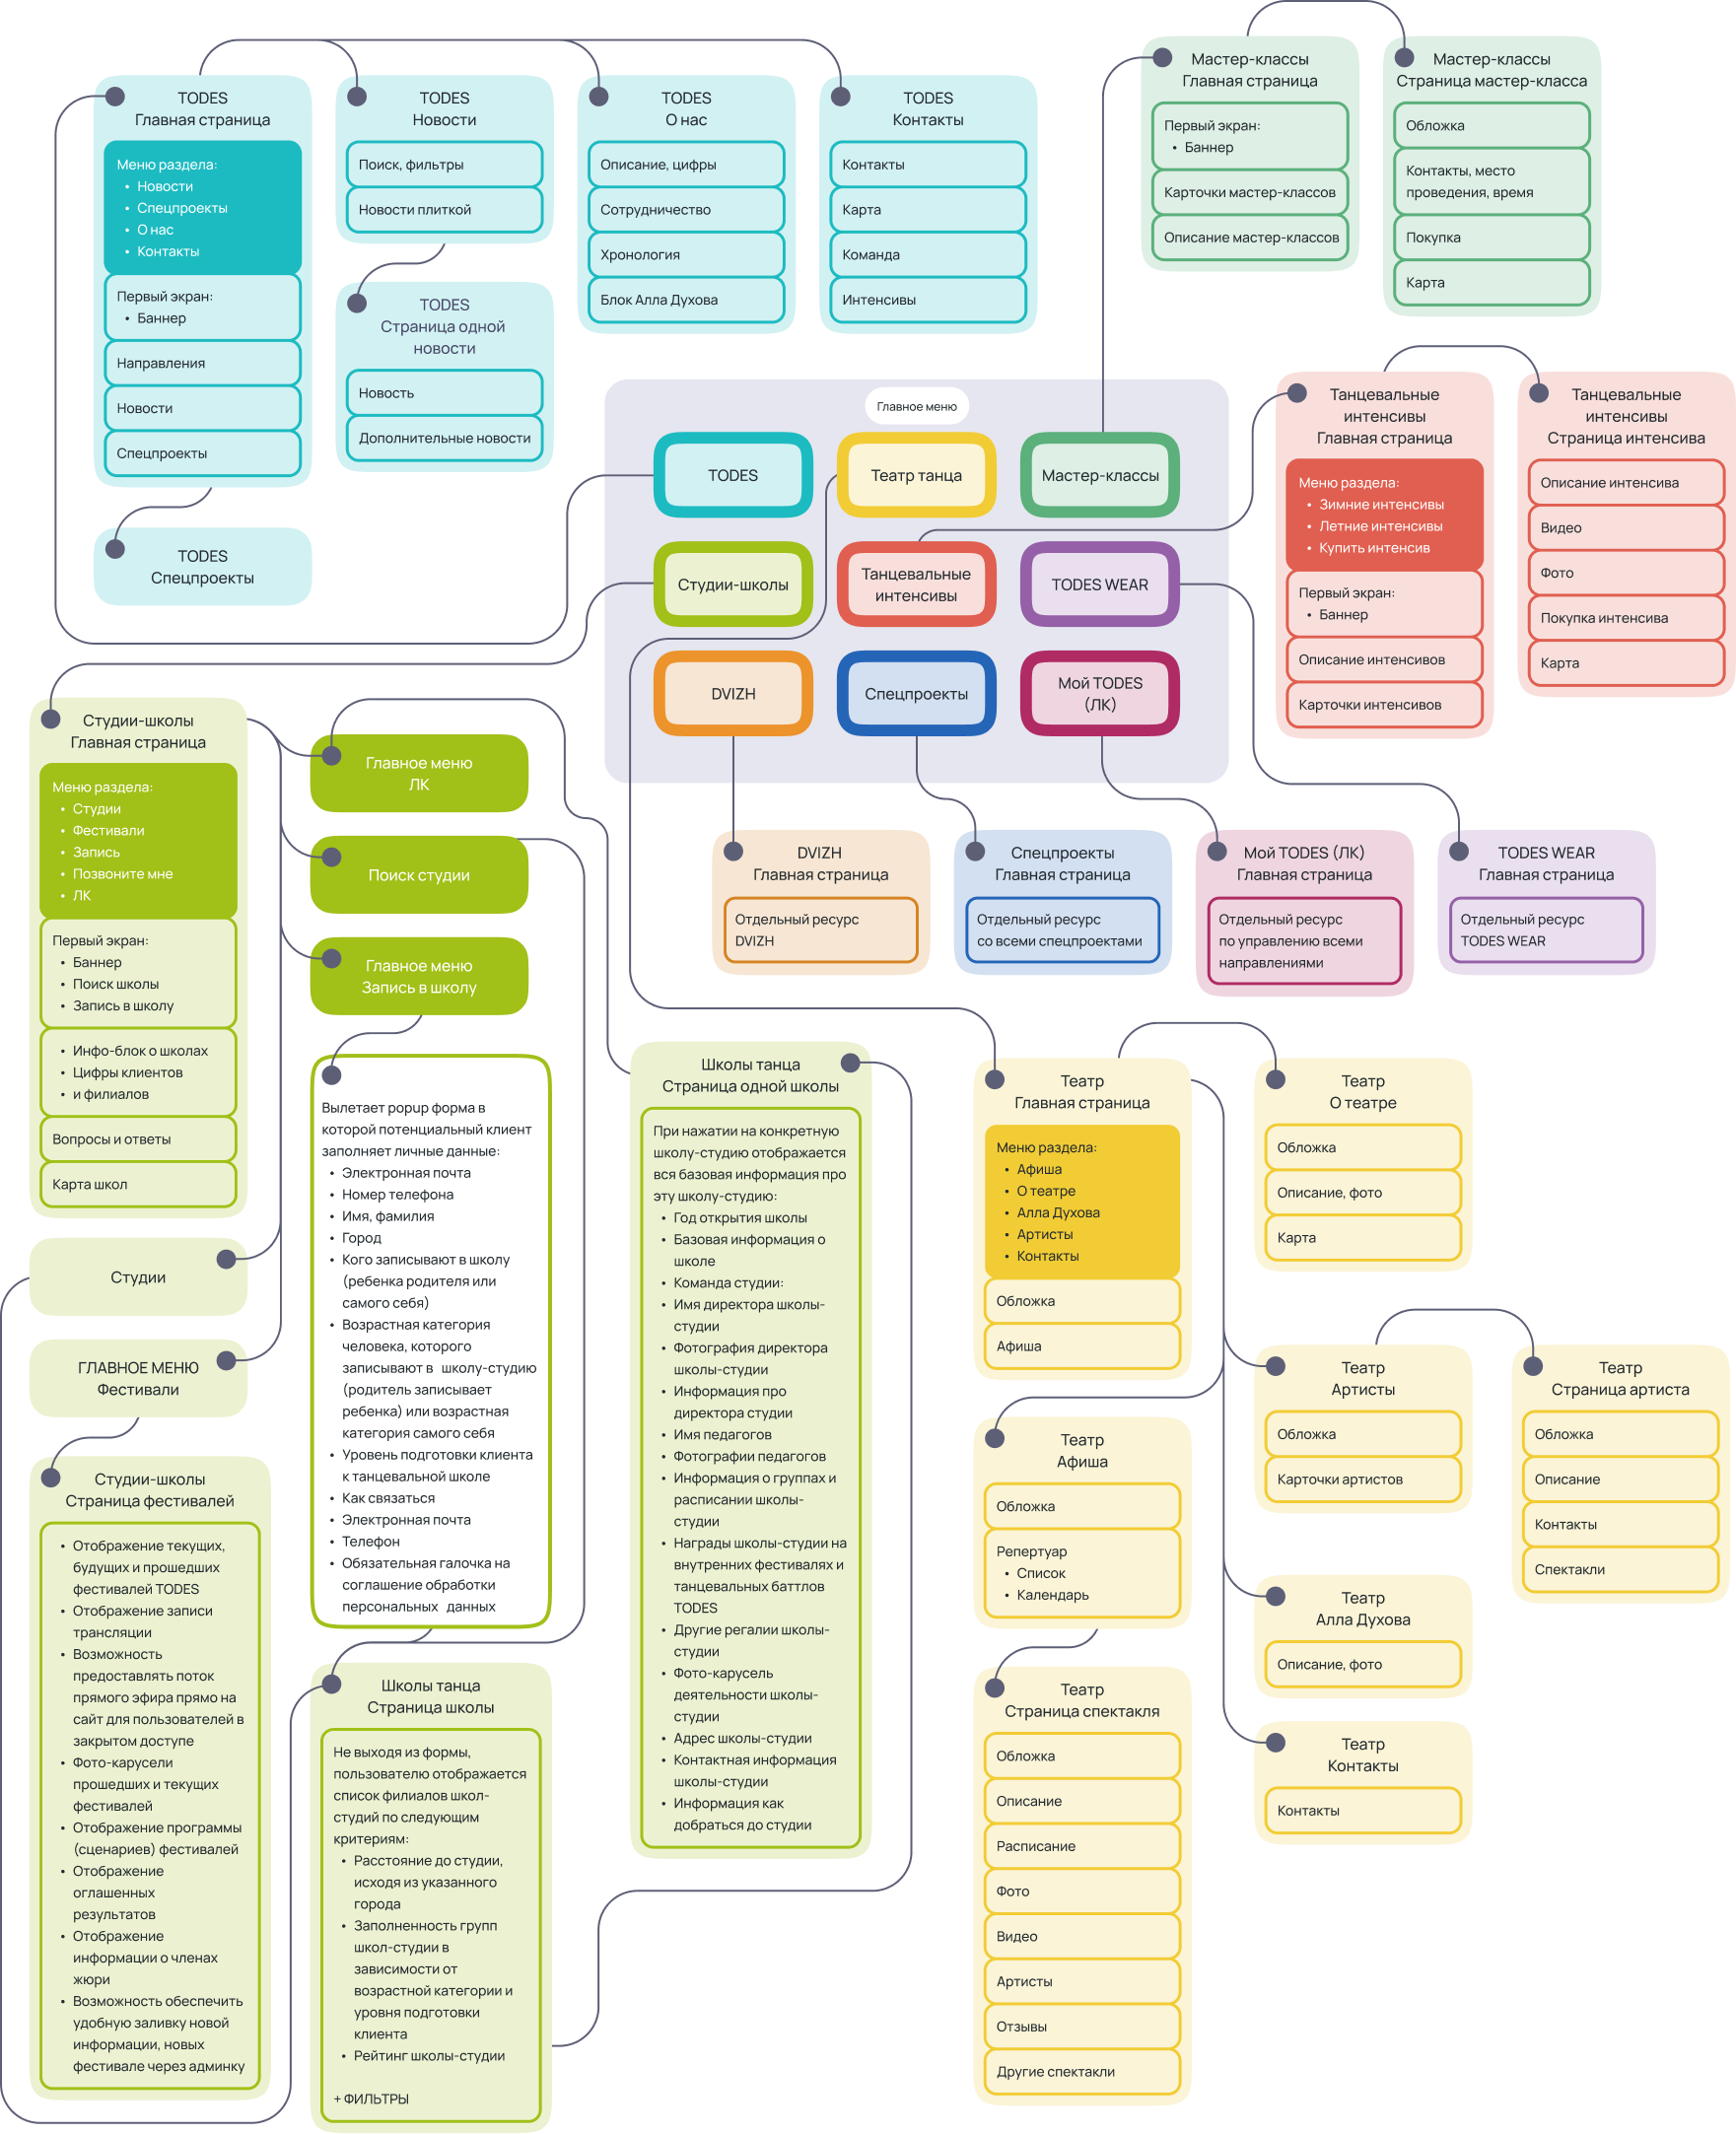 TODES
Главная страница
Меню раздела:
• Новости
• Спецпроекты
• О нас
• Контакты
Первый экран:
• Баннер
Направления
Новости
Спецпроекты
TODES
Спецпроекты
TODES
Новости
Поиск, фильтры
Новости плиткой
TODES
Страница одной
новости
Новость
Дополнительные новости
TODES
О нас
Описание, цифры
Сотрудничество
Хронология
Блок Алла Духова
TODES
Контакты
Контакты
Карта
Команда
Интенсивы
Мастер-классы
Главная страница
Первый экран:
• Баннер
Карточки мастер-классов
Описание мастер-классов
Мастер-классы
Страница мастер-класса
Обложка
Контакты, место
проведения, время
Покупка
Карта
Главное меню
TODES
Театр танца
Мастер-классы
Студии-школы
Танцевальные
интенсивы
TODES WEAR
DVIZH
Спецпроекты
Мой TODES
(ЛК)
Танцевальные
интенсивы
Главная страница
Меню раздела:
• Зимние интенсивы
• Летние интенсивы
• Купить интенсив
Первый экран:
• Баннер
Описание интенсивов
Карточки интенсивов
Танцевальные
интенсивы
Страница интенсива
Описание интенсива
Видео
Фото
Покупка интенсива
Карта
DVIZH
Главная страница
Отдельный ресурс
DVIZH
Спецпроекты
Главная страница
Отдельный ресурс
со всеми спецпроектами
Мой TODES (ЛК)
Главная страница
Отдельный ресурс
по управлению всеми
направлениями
TODES WEAR
Главная страница
Отдельный ресурс
TODES WEAR
Студии-школы
Главная страница
Меню раздела:
• Студии
• Фестивали
• Запись
• Позвоните мне
• ЛК
Первый экран:
• Баннер
• Поиск школы
• Запись в школу
• Инфо-блок о школах
• Цифры клиентов
• и филиалов
Вопросы и ответы
Карта школ
Студии
ГЛАВНОЕ МЕНЮ
Фестивали
Студии-школы
Страница фестивалей
• Отображение текущих,
будущих и прошедших
фестивалей TODES
• Отображение записи
трансляции
• Возможность
предоставлять поток
прямого эфира прямо на
сайт для пользователей в
закрытом доступе
• Фото-карусели
прошедших и текущих
фестивалей
• Отображение программы
(сценариев) фестивалей
• Отображение
оглашенных
результатов
• Отображение
информации о членах
жюри
• Возможность обеспечить
удобную заливку новой
информации, новых
фестивале через админку
Главное меню
ЛК
Поиск студии
Главное меню
Запись в школу
Вылетает popup форма в
которой потенциальный клиент
заполняет личные данные:
• Электронная почта
• Номер телефона
• Имя, фамилия
• Город
• Кого записывают в школу
(ребенка родителя или
самого себя)
• Возрастная категория
человека, которого
записывают в школу-студию
(родитель записывает
ребенка) или возрастная
категория самого себя
• Уровень подготовки клиента
к танцевальной школе
• Как связаться
• Электронная почта
• Телефон
• Обязательная галочка на
соглашение обработки
персональных данных
Школы танца
Страница школы
Не выходя из формы,
пользователю отображается
список филиалов школ-
студий по следующим
критериям:
• Расстояние до студии,
исходя из указанного
города
• Заполненность групп
школ-студии в
зависимости от
возрастной категории и
уровня подготовки
клиента
• Рейтинг школы-студии
+ ФИЛЬТРЫ
Школы танца
Страница одной школы
При нажатии на конкретную
школу-студию отображается
вся базовая информация про
эту школу-студию:
• Год открытия школы
• Базовая информация о
школе
• Команда студии:
• Имя директора школы-
студии
• Фотография директора
школы-студии
• Информация про
директора студии
• Имя педагогов
• Фотографии педагогов
• Информация о группах и
расписании школы-
студии
• Награды школы-студии на
внутренних фестивалях и
танцевальных баттлов
TODES
• Другие регалии школы-
студии
• Фото-карусель
деятельности школы-
студии
• Адрес школы-студии
• Контактная информация
школы-студии
• Информация как
добраться до студии
Театр
Главная страница
Меню раздела:
• Афиша
• О театре
• Алла Духова
• Артисты
• Контакты
Обложка
Афиша
Театр
Афиша
Обложка
Репертуар
• Список
• Календарь
Театр
Страница спектакля
Обложка
Описание
Расписание
Фото
Видео
Артисты
Отзывы
Другие спектакли
Театр
О театре
Обложка
Описание, фото
Карта
Театр
Артисты
Обложка
Карточки артистов
Театр
Страница артиста
Обложка
Описание
Контакты
Спектакли
Театр
Алла Духова
Описание, фото
Театр
Контакты
Контакты